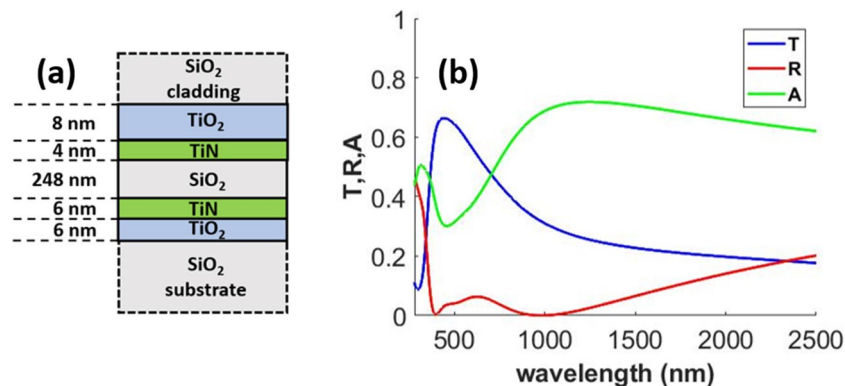 (a)
SiO₂
cladding
8 nm
TiO₂
4 nm
TiN
248 nm
SiO₂
6 nm
TiN
6 nm
TiO₂
SiO₂
substrate
(b)
T
R
A
T,R,A
1
0.8
0.6
0.4
0.2
0
500
1000
1500
2000
2500
wavelength (nm)